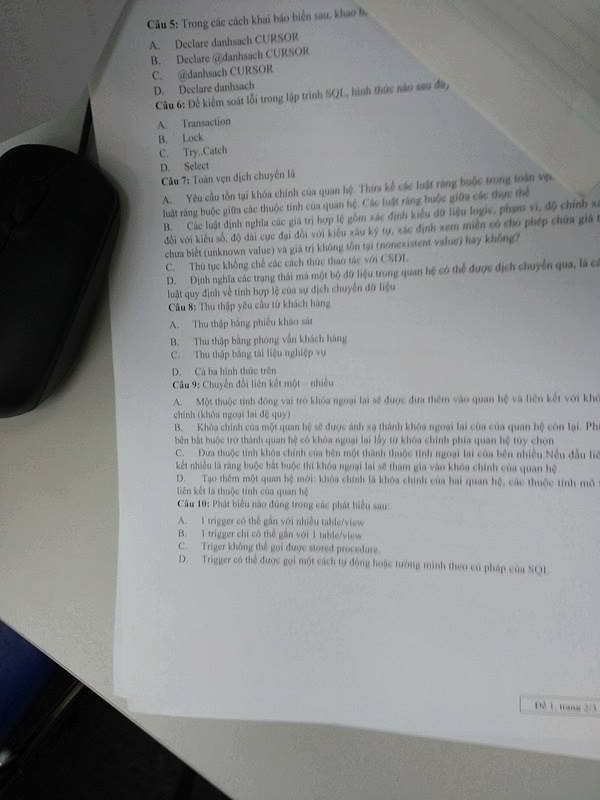 Câu 5: Trong các cách khai báo biến sau, khao
A. Declare danhsach CURSOR
B. Declare @danhsach CURSOR
C. @danhsach CURSOR
D. Declare danhsach
Câu 6: Để kiểm soát lỗi trong lập trình SQL, hình thức nào sau đây
A. Transaction
B. Lock
C. Try..Catch
D. Select
Câu 7: Toàn vẹn dịch chuyển là
A. Yêu cầu tồn tại khóa chính của quan hệ. Thừa kế các luật ràng buộc trong toàn vẹ
luật ràng buộc giữa các thuộc tính của quan hệ. Các luật ràng buộc giữa các thực thể
B. Các luật định nghĩa các giá trị hợp lệ gồm xác định kiểu dữ liệu logic, phạm vi, độ chính xá
đối với kiểu số, độ dài cực đại đối với kiểu xâu ký tự, xác định xem miền có cho phép chứa giá t
chưa biết (unknown value) và giá trị không tồn tại (nonexistent value) hay không?
C. Thủ tục khống chế các cách thức thao tác với CSDL
D. Định nghĩa các trạng thái mà một bộ dữ liệu trong quan hệ có thể được dịch chuyển qua, là cá
luật quy định về tính hợp lệ của sự dịch chuyển dữ liệu
Câu 8: Thu thập yêu cầu từ khách hàng
A. Thu thập bằng phiếu khảo sát
B. Thu thập bằng phỏng vấn khách hàng
C. Thu thập bằng tài liệu nghiệp vụ
D. Cả ba hình thức trên
Câu 9: Chuyển đổi liên kết một – nhiều
A. Một thuộc tính đóng vai trò khóa ngoại lai sẽ được đưa thêm vào quan hệ và liên kết với khó
chính (khóa ngoại lai đệ quy)
B. Khóa chính của một quan hệ sẽ được ánh xạ thành khóa ngoại lai của của quan hệ còn lại. Ph
bên bắt buộc trở thành quan hệ có khóa ngoại lai lấy từ khóa chính phía quan hệ tùy chọn
C. Đưa thuộc tính khóa chính của bên một thành thuộc tính ngoại lai của bên nhiều.Nếu đầu liê
kết nhiều là ràng buộc bắt buộc thì khóa ngoại lai sẽ tham gia vào khóa chính của quan hệ
D. Tạo thêm một quan hệ mới: khóa chính là khóa chính của hai quan hệ, các thuộc tính mô
liên kết là thuộc tính của quan hệ
Câu 10: Phát biểu nào đúng trong các phát biểu sau:
A. 1 trigger có thể gắn với nhiều table/view
B. 1 trigger chỉ có thể gắn với 1 table/view
C. Triger không thể gọi được stored procedure.
D. Trigger có thể được gọi một cách tự động hoặc tường minh theo cú pháp của SQL
Đề 1, trang 2/3